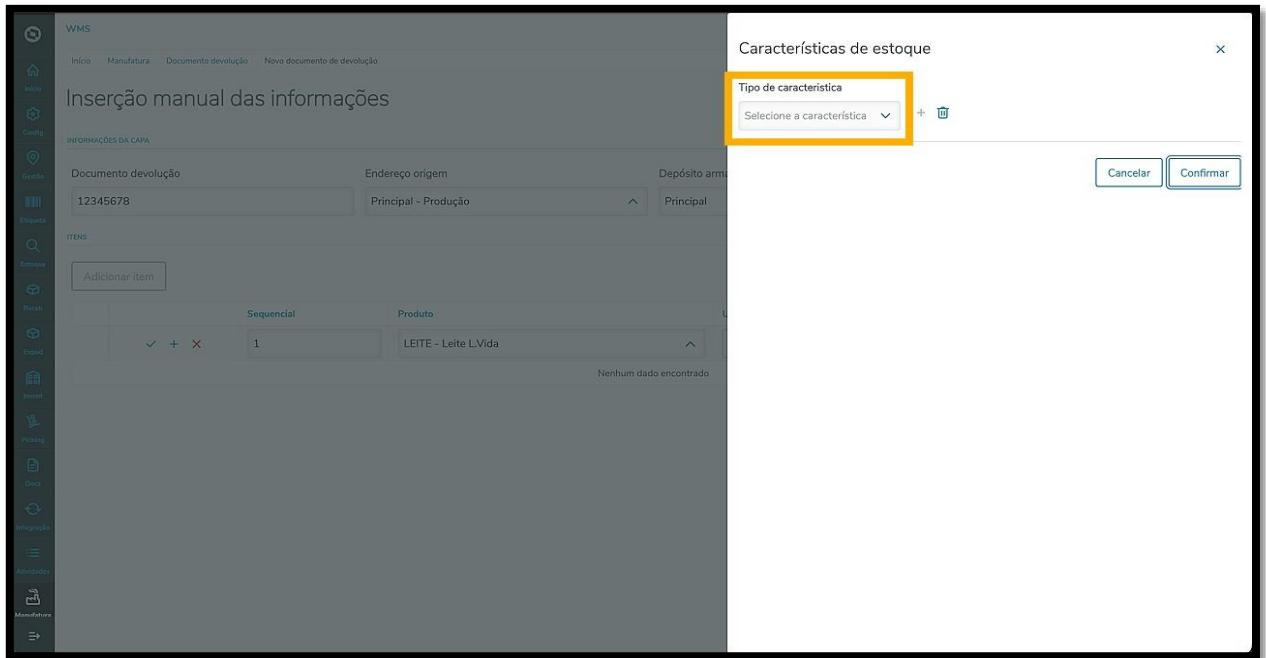 WMS
Início Manufatura Documento devolução Novo documento de devolução
Inserção manual das informações
INFORMAÇÕES DA CAPA
Documento devolução Endereço origem Depósito arma
12345678 Principal - Produção Principal
ITENS
Adicionar item
Sequencial Produto U
1 LEITE - Leite L.Vida
Nenhum dado encontrado
Início
Config
Gestão
Etiqueta
Estoque
Receb
Exped
Invent
Picking
Docs
Integração
Atividades
Manufatura
Características de estoque
Tipo de caracteristica
Selecione a característica
Cancelar Confirmar